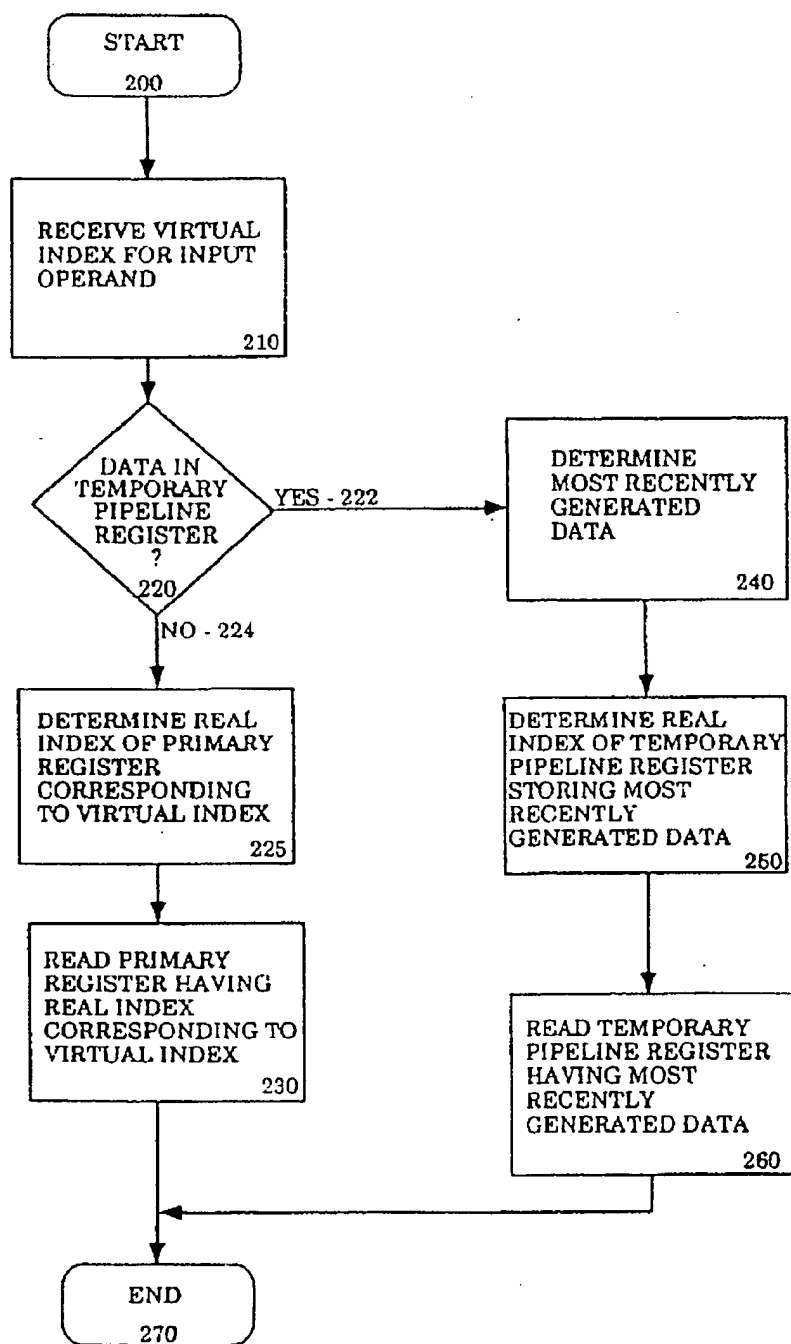 START
200
RECEIVE VIRTUAL
INDEX FOR INPUT
OPERAND
210
DATA IN
TEMPORARY
PIPELINE
REGISTER
?
220
YES - 222
NO - 224
DETERMINE
MOST RECENTLY
GENERATED
DATA
240
DETERMINE REAL
INDEX OF PRIMARY
REGISTER
CORRESPONDING
TO VIRTUAL INDEX
225
DETERMINE REAL
INDEX OF TEMPORARY
PIPELINE REGISTER
STORING MOST
RECENTLY
GENERATED DATA
250
READ PRIMARY
REGISTER HAVING
REAL INDEX
CORRESPONDING TO
VIRTUAL INDEX
230
READ TEMPORARY
PIPELINE REGISTER
HAVING MOST
RECENTLY
GENERATED DATA
260
END
270